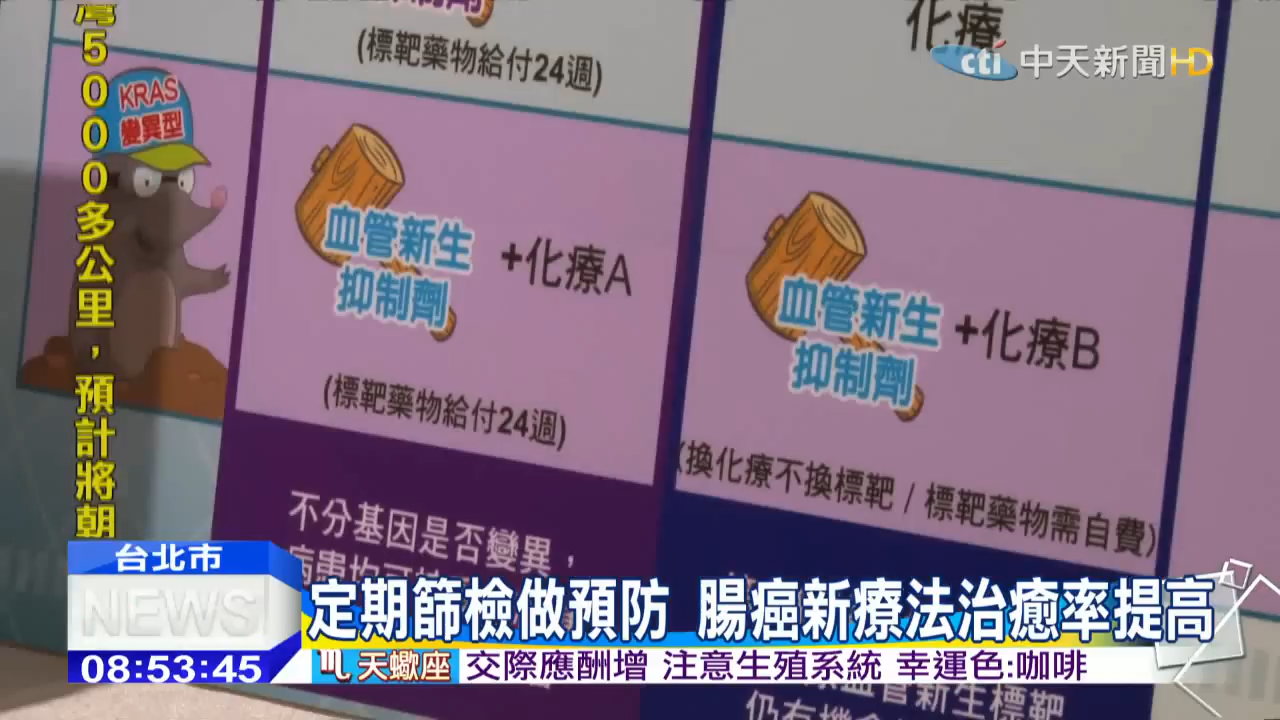 灣5000多公里，預計將朝
(標靶藥物給付24週)
化療
cti 中天新聞HD
KRAS
變異型
血管新生
抑制劑
+化療A
(標靶藥物給付24週)
血管新生
抑制劑
+化療B
(換化療不換標靶 / 標靶藥物需自費)
不分基因是否變異，
台北市
NEWS
08:53:45
定期篩檢做預防 腸癌新療法治癒率提高
天蠍座 交際應酬增 注意生殖系統 幸運色:咖啡
血管新生標靶